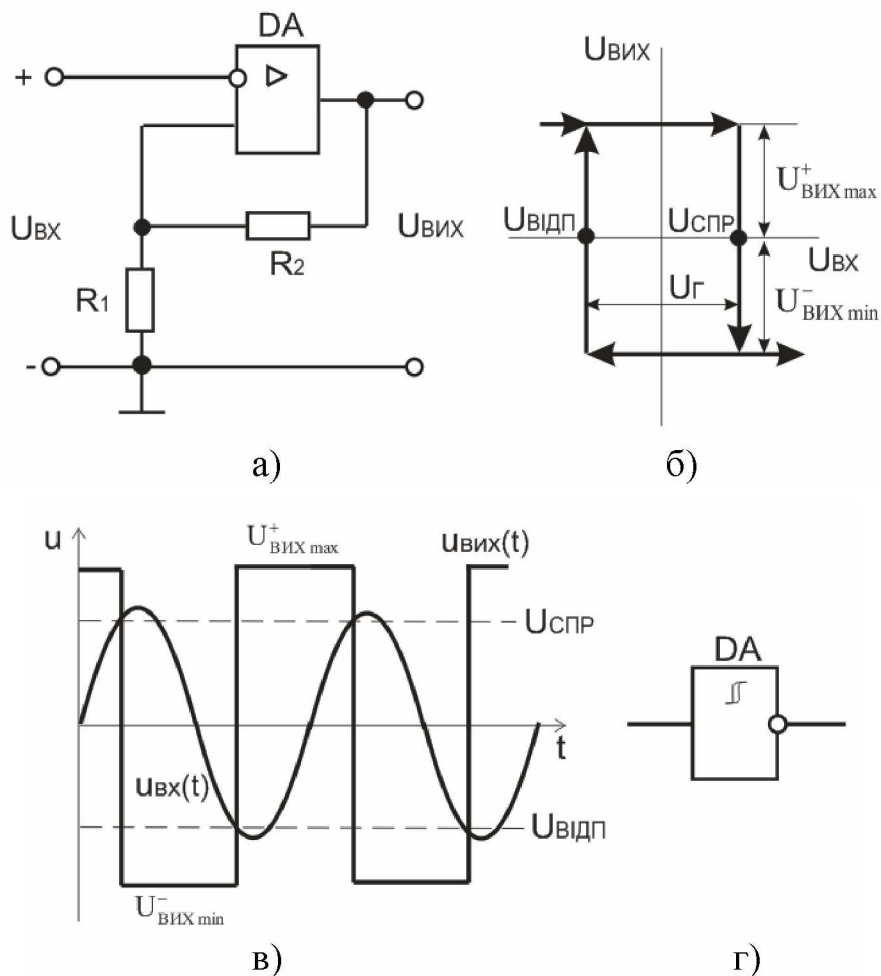 DA
+
UВХ
UВИХ
R2
R1
-
а)
UВИХ
U+ВИХ max
UВІДП
UСПР
UВХ
UГ
U−ВИХ min
б)
u
U+ВИХ max
uВИХ(t)
UСПР
t
uВХ(t)
UВІДП
U−ВИХ min
в)
DA
г)